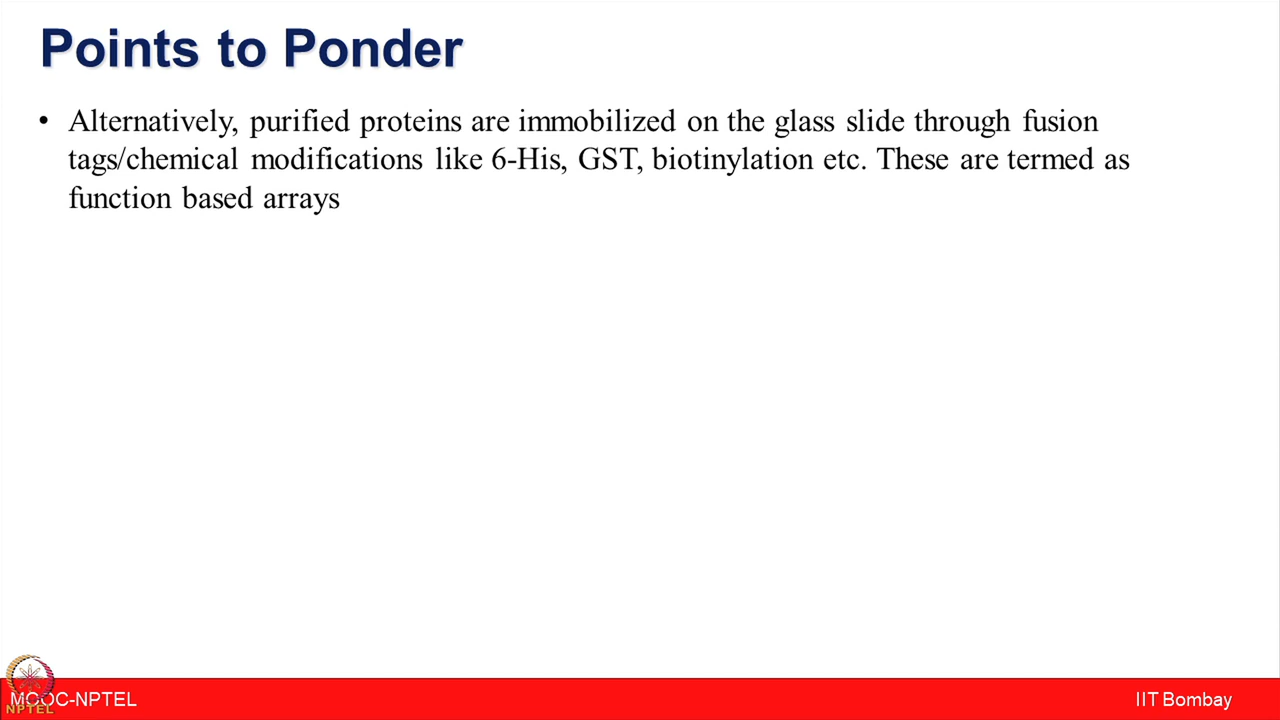 Points to Ponder
• Alternatively, purified proteins are immobilized on the glass slide through fusion
tags/chemical modifications like 6-His, GST, biotinylation etc. These are termed as
function based arrays
MOOC-NPTEL
NPTEL
IIT Bombay